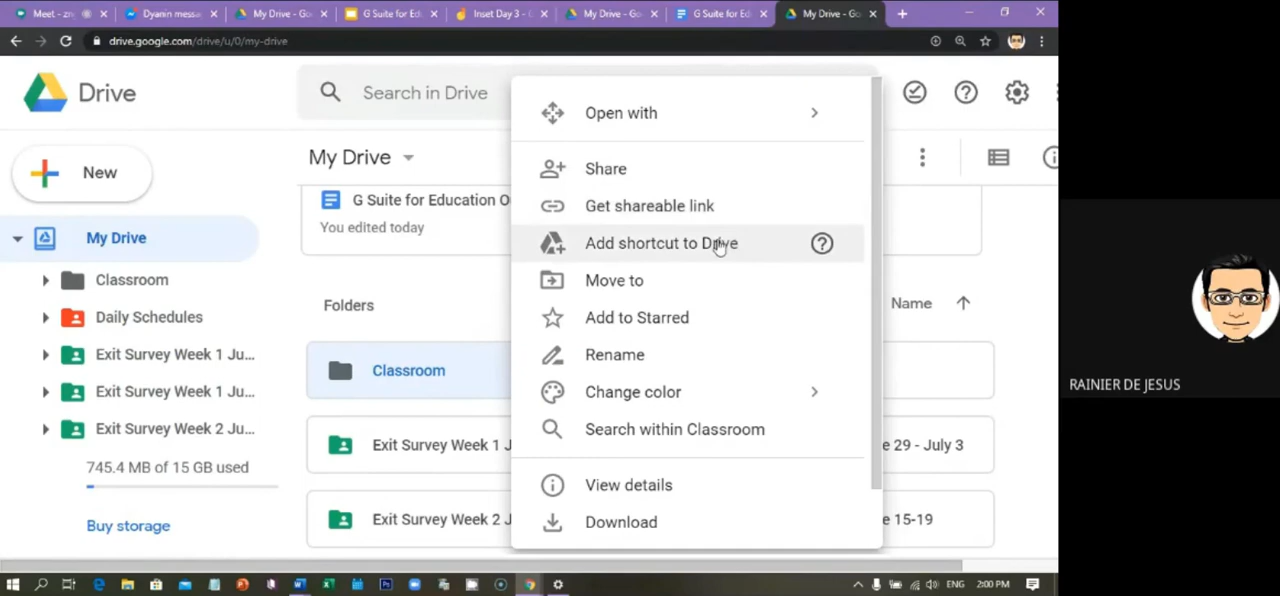 Meet - zn
Dyanin messa
My Drive - Go
G Suite for Ed
Inset Day 3 - G
My Drive - Go
G Suite for Ed
My Drive - Go
drive.google.com/drive/u/0/my-drive
Drive
Search in Drive
New
My Drive
My Drive
Classroom
Daily Schedules
Exit Survey Week 1 Ju...
Exit Survey Week 1 Ju...
Exit Survey Week 2 Ju...
745.4 MB of 15 GB used
Buy storage
G Suite for Education O
You edited today
Folders
Name
Classroom
Exit Survey Week 1 J
e 29 - July 3
Exit Survey Week 2 J
e 15-19
Open with
Share
Get shareable link
Add shortcut to Drive
Move to
Add to Starred
Rename
Change color
Search within Classroom
View details
Download
RAINIER DE JESUS
ENG
2:00 PM